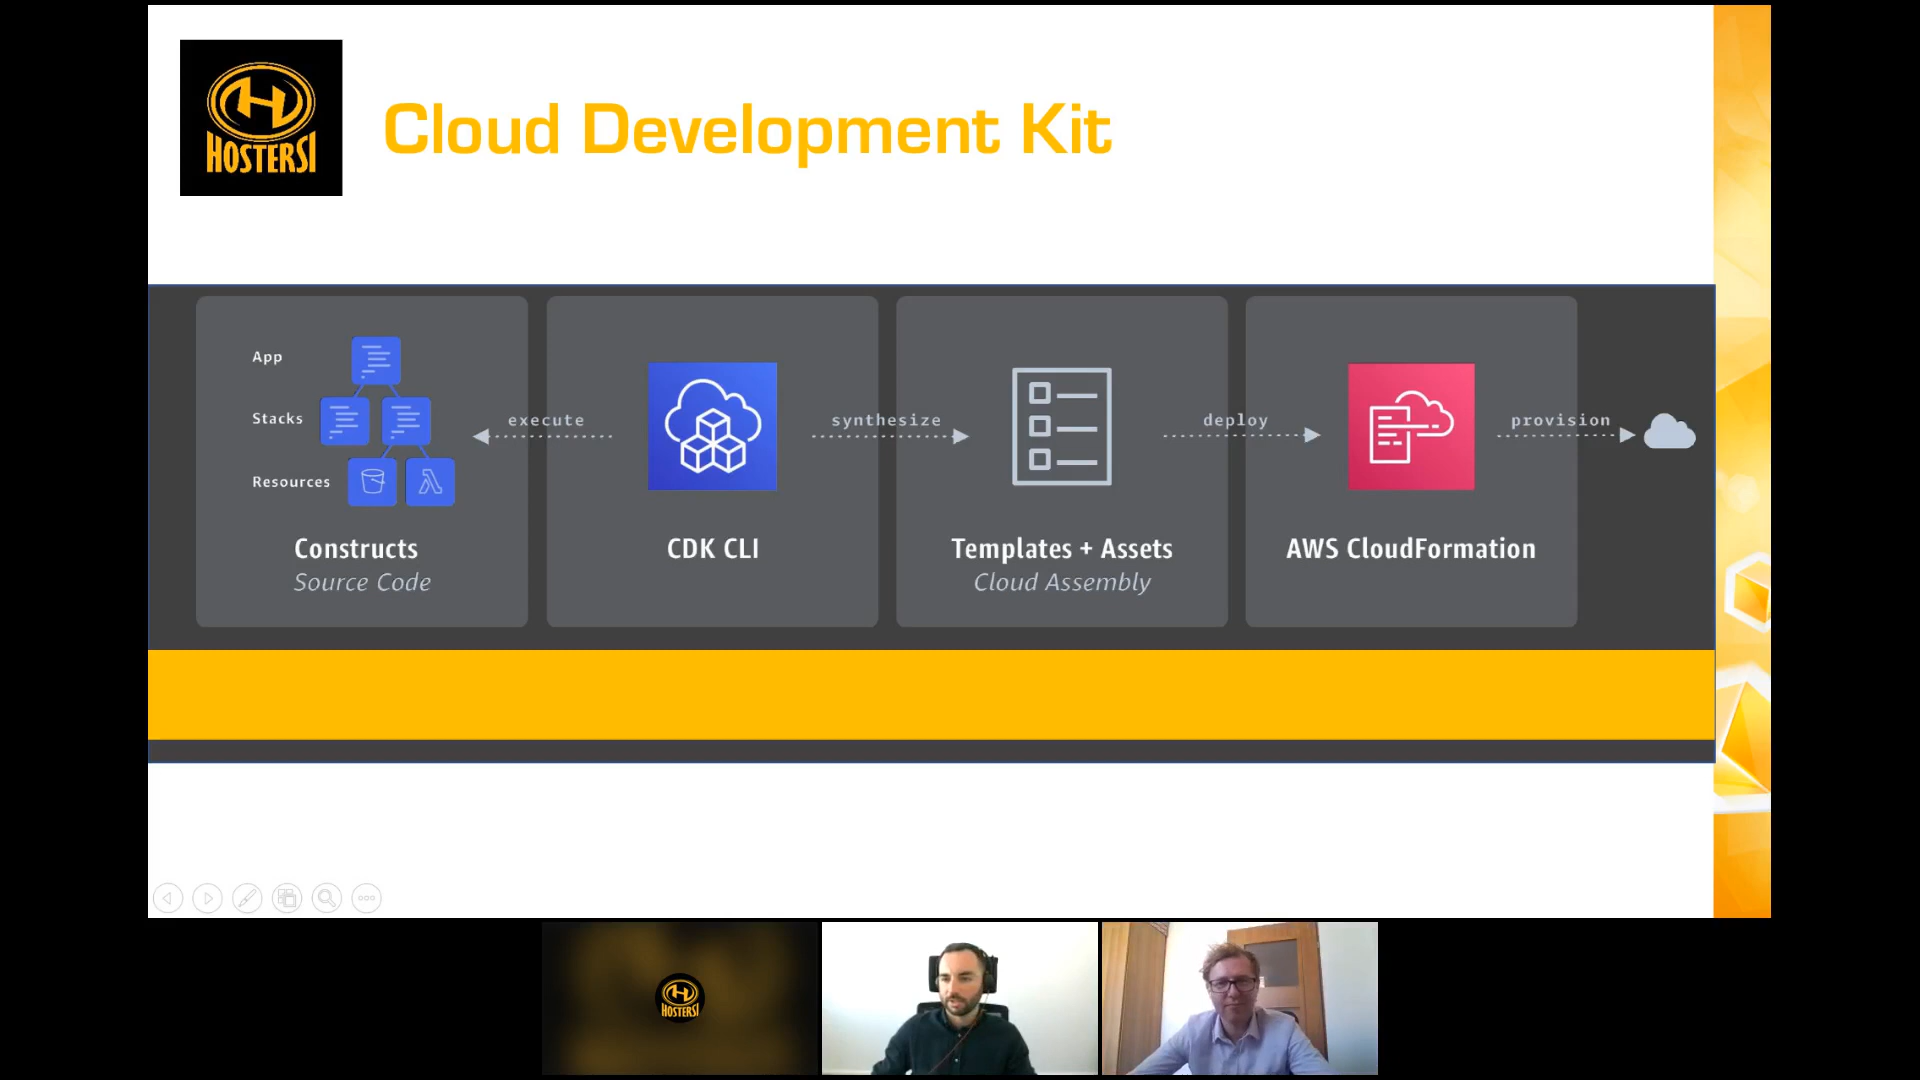 HOSTERSI
Cloud Development Kit
App
Stacks
Resources
execute
synthesize
deploy
provision
Constructs
Source Code
CDK CLI
Templates + Assets
Cloud Assembly
AWS CloudFormation
HOSTERSI